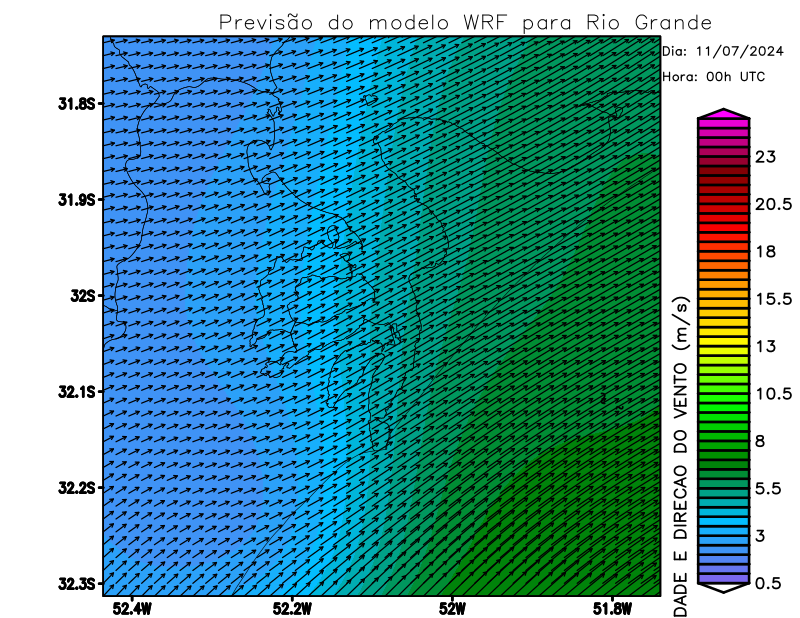 Previsão do modelo WRF para Rio Grande
Dia: 11/07/2024
Hora: 00h UTC
31.8S
31.9S
32S
32.1S
32.2S
32.3S
52.4W
52.2W
52W
51.8W
DADE E DIRECAO DO VENTO (m/s)
23
20.5
18
15.5
13
10.5
8
5.5
3
0.5